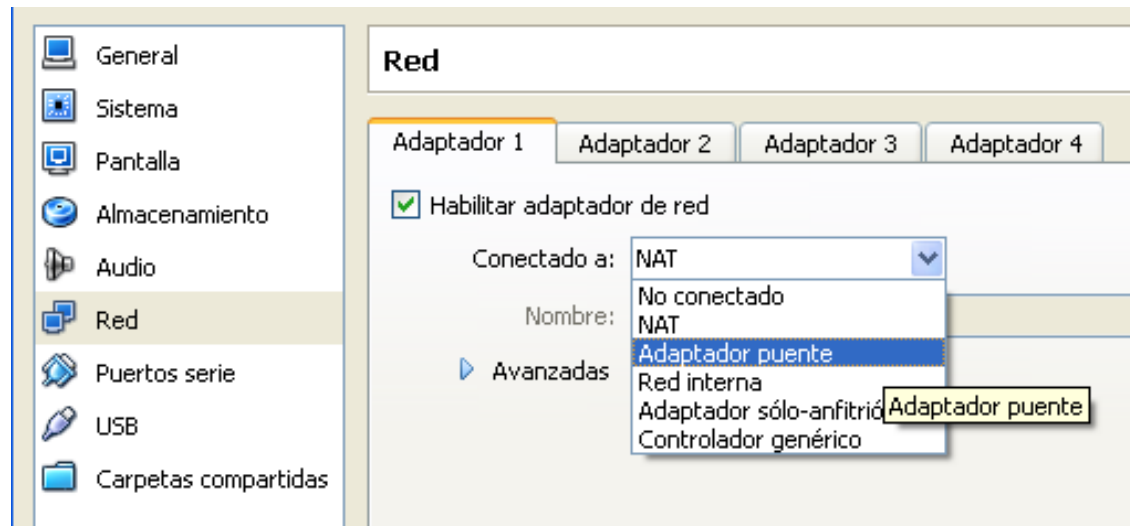 General
Sistema
Pantalla
Almacenamiento
Audio
Red
Puertos serie
USB
Carpetas compartidas
Red
Adaptador 1 Adaptador 2 Adaptador 3 Adaptador 4
Habilitar adaptador de red
Conectado a: NAT
No conectado
Nombre:
NAT
Adaptador puente
Avanzadas
Red interna
Adaptador sólo-anfitrió
Adaptador puente
Controlador genérico